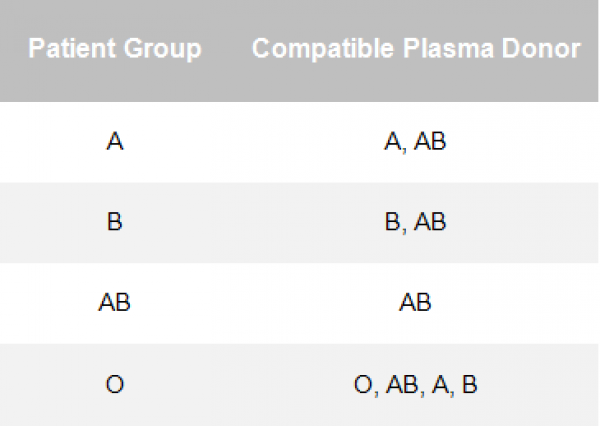 Patient Group Compatible Plasma Donor
A A, AB
B B, AB
AB AB
O O, AB, A, B